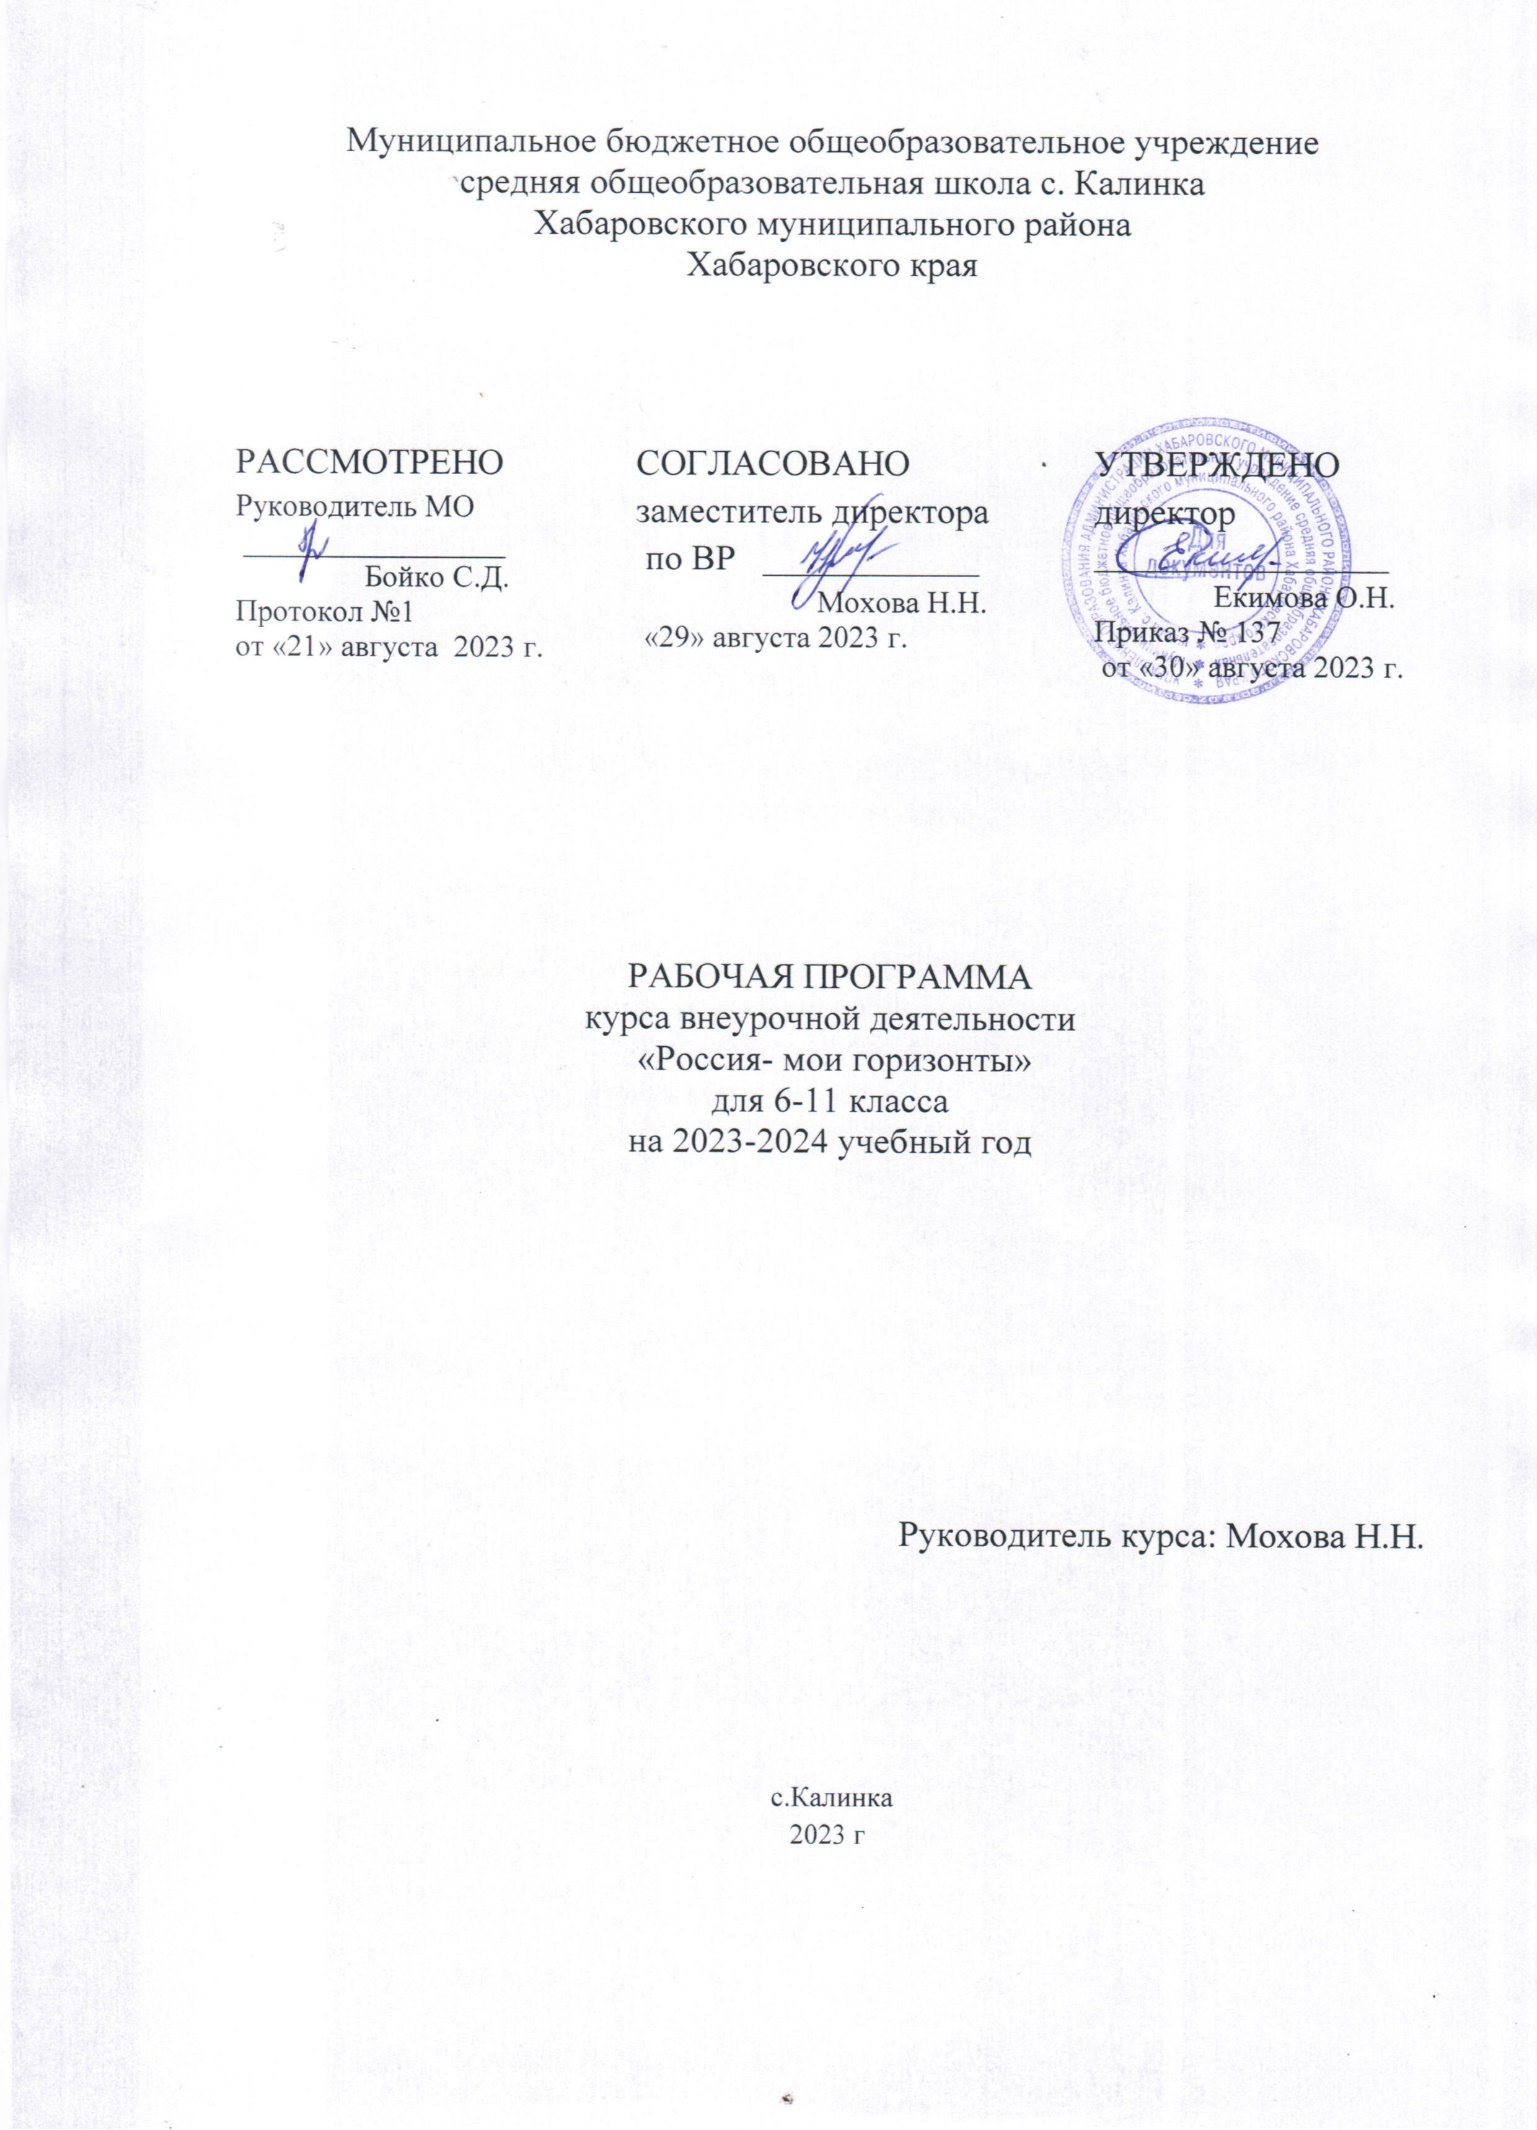 Муниципальное бюджетное общеобразовательное учреждение
средняя общеобразовательная школа с. Калинка
Хабаровского муниципального района
Хабаровского края
РАССМОТРЕНО
Руководитель МО
Бойко С.Д.
Протокол №1
от «21» августа 2023 г.
СОГЛАСОВАНО
заместитель директора
по ВР
Мохова Н.Н.
«29» августа 2023 г.
УТВЕРЖДЕНО
директор
Для
документов
Екимова О.Н.
Приказ № 137
от «30» августа 2023 г.
РАБОЧАЯ ПРОГРАММА
курса внеурочной деятельности
«Россия- мои горизонты»
для 6-11 класса
на 2023-2024 учебный год
Руководитель курса: Мохова Н.Н.
с.Калинка
2023 г